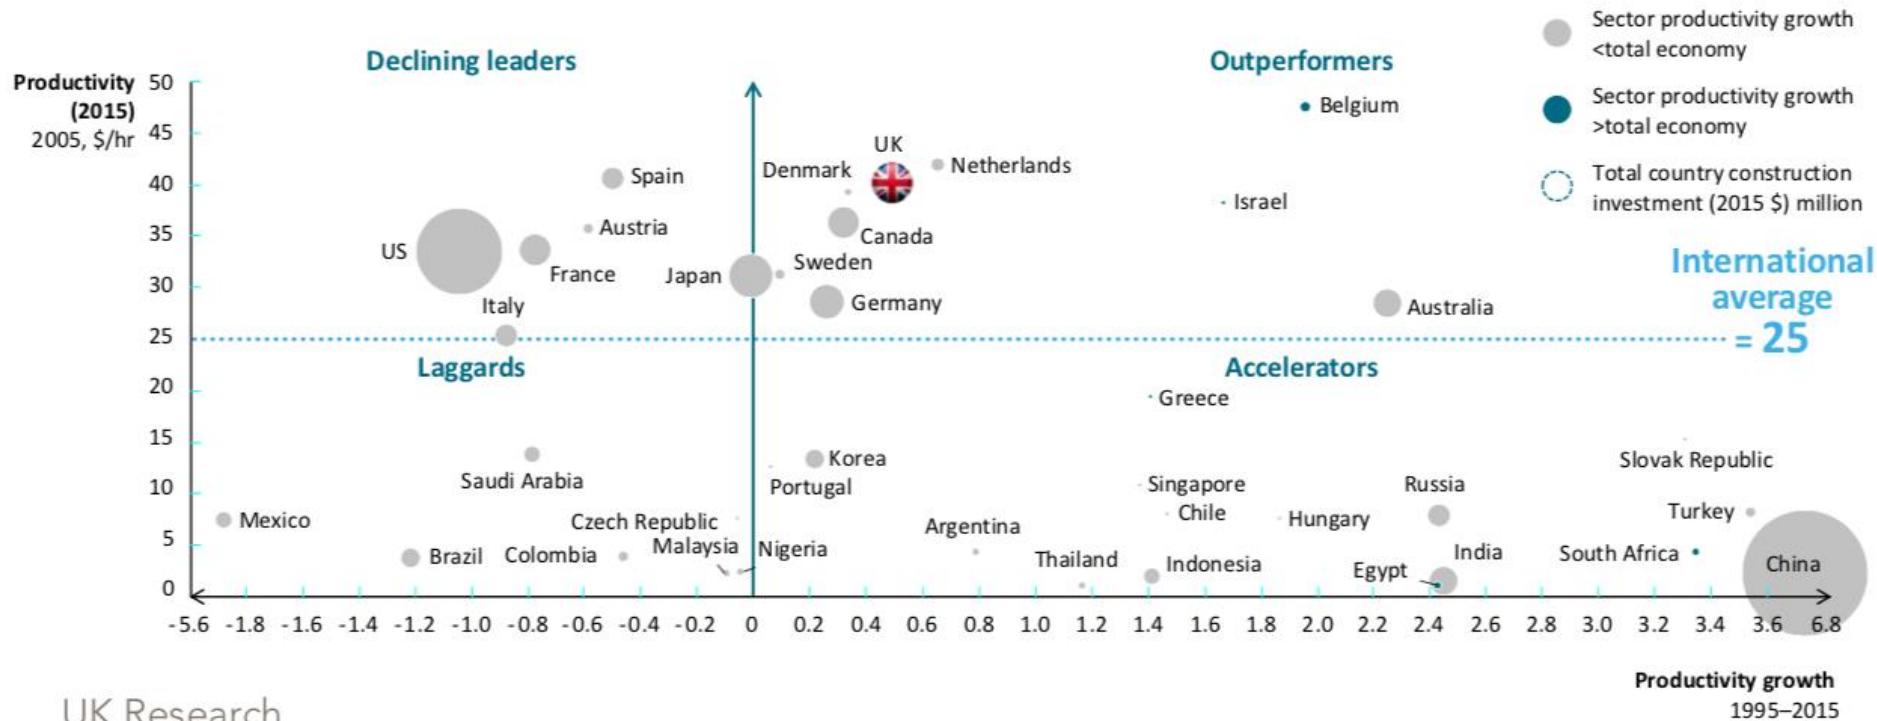 Declining leaders
Outperformers
Sector productivity growth
<total economy
Sector productivity growth
>total economy
Total country construction
investment (2015 $) million
Productivity
(2015)
2005, $/hr
50
45
40
35
30
25
20
15
10
5
0
Belgium
UK
Netherlands
Denmark
Spain
Israel
Austria
Canada
US
France
Japan
Sweden
Germany
Italy
Australia
International
average
= 25
Laggards
Accelerators
Greece
Saudi Arabia
Korea
Portugal
Slovak Republic
Singapore
Russia
Mexico
Czech Republic
Chile
Hungary
Turkey
Argentina
Brazil
Colombia
Malaysia
Nigeria
Thailand
Indonesia
India
Egypt
South Africa
China
-5.6 -1.8 -1.6 -1.4 -1.2 -1.0 -0.8 -0.6 -0.4 -0.2 0 0.2 0.4 0.6 0.8 1.0 1.2 1.4 1.6 1.8 2.0 2.2 2.4 2.6 2.8 3.0 3.2 3.4 3.6 6.8
Productivity growth
1995–2015
UK Research